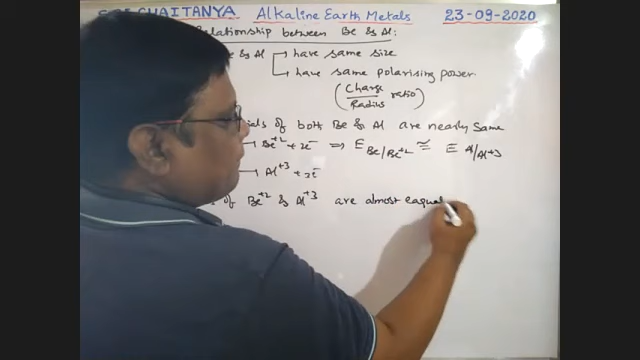 SRI CHAITANYA Alkaline Earth Metals 23-09-2020
Relationship between Be & Al:
Be & Al have same size
have same polarising power
(Charge/Radius ratio)
of both Be & Al are nearly same
Be+2 + 2e- ⇒ E Be/Be+2 ≅ E Al/Al+3
Al+3 + 3e-
of Be+2 & Al+3 are almost eaqual